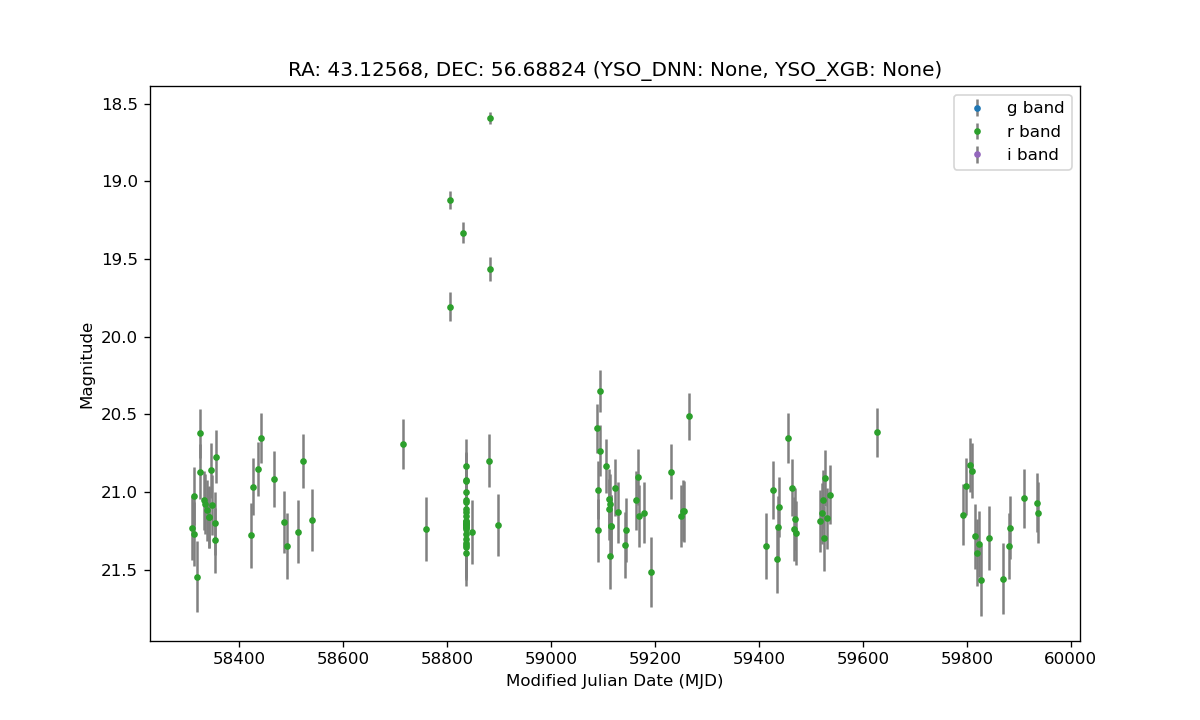 RA: 43.12568, DEC: 56.68824 (YSO_DNN: None, YSO_XGB: None)
g band
r band
i band
18.5
19.0
19.5
20.0
20.5
21.0
21.5
Magnitude
58400
58600
58800
59000
59200
59400
59600
59800
60000
Modified Julian Date (MJD)